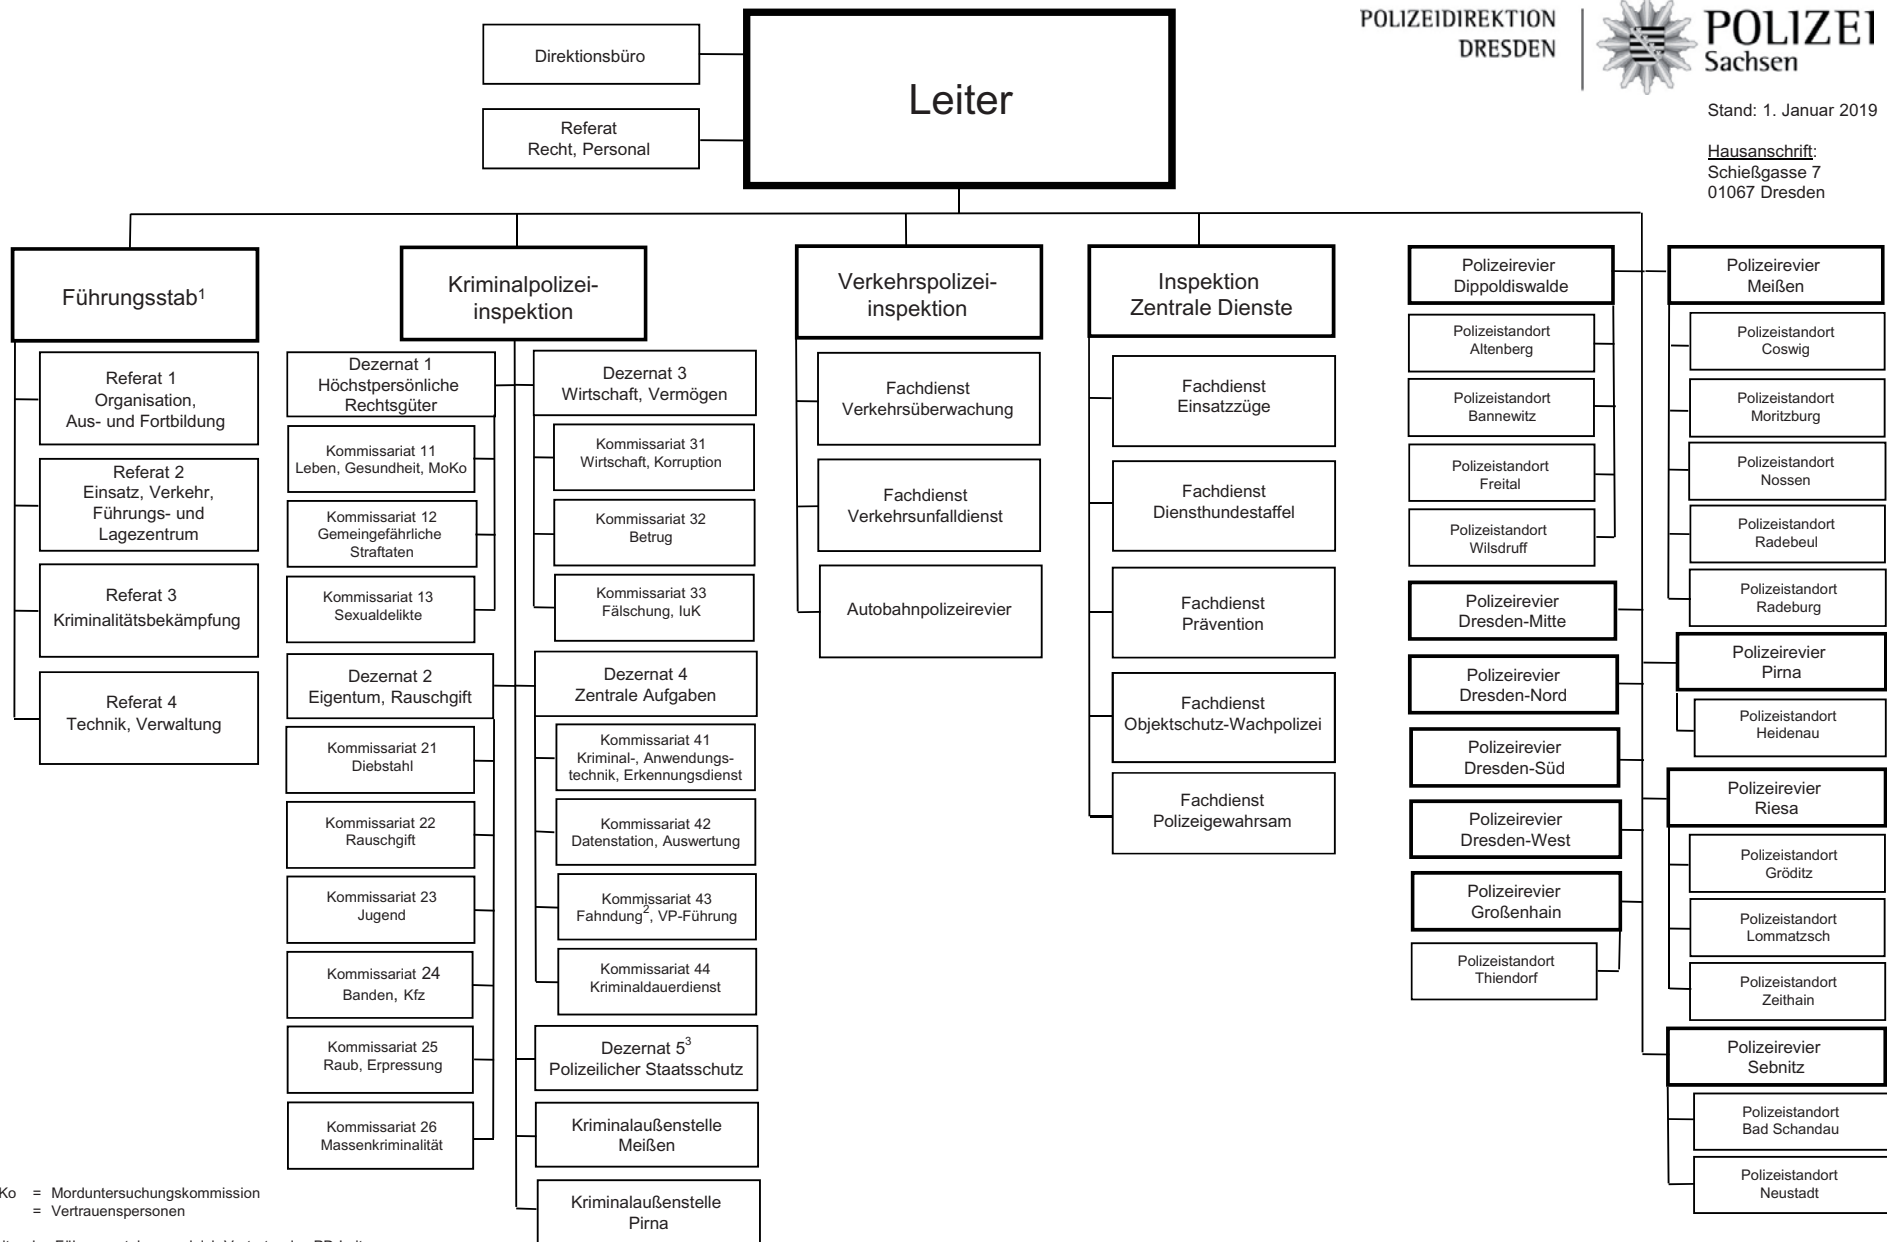 POLIZEIDIREKTION
DRESDEN
POLIZEI
Sachsen
Stand: 1. Januar 2019
Hausanschrift:
Schießgasse 7
01067 Dresden
Direktionsbüro
Referat
Recht, Personal
Leiter
Führungsstab1
Referat 1
Organisation,
Aus- und Fortbildung
Referat 2
Einsatz, Verkehr,
Führungs- und
Lagezentrum
Referat 3
Kriminalitätsbekämpfung
Referat 4
Technik, Verwaltung
Kriminalpolizei-
inspektion
Dezernat 1
Höchstpersönliche
Rechtsgüter
Kommissariat 11
Leben, Gesundheit, MoKo
Kommissariat 12
Gemeingefährliche
Straftaten
Kommissariat 13
Sexualdelikte
Dezernat 2
Eigentum, Rauschgift
Kommissariat 21
Diebstahl
Kommissariat 22
Rauschgift
Kommissariat 23
Jugend
Kommissariat 24
Banden, Kfz
Kommissariat 25
Raub, Erpressung
Kommissariat 26
Massenkriminalität
Dezernat 3
Wirtschaft, Vermögen
Kommissariat 31
Wirtschaft, Korruption
Kommissariat 32
Betrug
Kommissariat 33
Fälschung, IuK
Dezernat 4
Zentrale Aufgaben
Kommissariat 41
Kriminal-, Anwendungs-
technik, Erkennungsdienst
Kommissariat 42
Datenstation, Auswertung
Kommissariat 43
Fahndung2, VP-Führung
Kommissariat 44
Kriminaldauerdienst
Dezernat 53
Polizeilicher Staatsschutz
Kriminalaußenstelle
Meißen
Kriminalaußenstelle
Pirna
Verkehrspolizei-
inspektion
Fachdienst
Verkehrsüberwachung
Fachdienst
Verkehrsunfalldienst
Autobahnpolizeirevier
Inspektion
Zentrale Dienste
Fachdienst
Einsatzzüge
Fachdienst
Diensthundestaffel
Fachdienst
Prävention
Fachdienst
Objektschutz-Wachpolizei
Fachdienst
Polizeigewahrsam
Polizeirevier
Dippoldiswalde
Polizeistandort
Altenberg
Polizeistandort
Bannewitz
Polizeistandort
Freital
Polizeistandort
Wilsdruff
Polizeirevier
Dresden-Mitte
Polizeirevier
Dresden-Nord
Polizeirevier
Dresden-Süd
Polizeirevier
Dresden-West
Polizeirevier
Großenhain
Polizeistandort
Thiendorf
Polizeirevier
Meißen
Polizeistandort
Coswig
Polizeistandort
Moritzburg
Polizeistandort
Nossen
Polizeistandort
Radebeul
Polizeistandort
Radeburg
Polizeirevier
Pirna
Polizeistandort
Heidenau
Polizeirevier
Riesa
Polizeistandort
Gröditz
Polizeistandort
Lommatzsch
Polizeistandort
Zeithain
Polizeirevier
Sebnitz
Polizeistandort
Bad Schandau
Polizeistandort
Neustadt
Ko = Morduntersuchungskommission
= Vertrauenspersonen